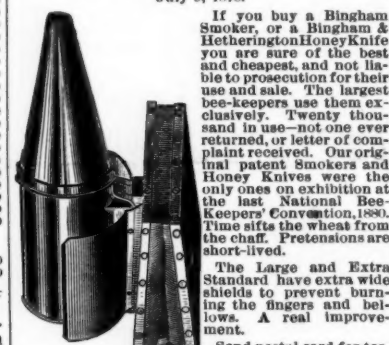 If you buy a Bingham
Smoker, or a Bingham &
Hetherington Honey Knife
you are sure of the best
and cheapest, and not lia-
ble to prosecution for their
use and sale. The largest
bee-keepers use them ex-
clusively. Twenty thou-
sand in use—not one ever
returned, or letter of com-
plaint received. Our orig-
inal patent Smokers and
Honey Knives were the
only ones on exhibition at
the last National Bee-
Keepers' Convention, 1880.
Time sifts the wheat from
the chaff. Pretensions are
short-lived.
The Large and Extra
Standard have extra wide
shields to prevent burn-
ing the fingers and bel-
lows. A real improve-
ment.